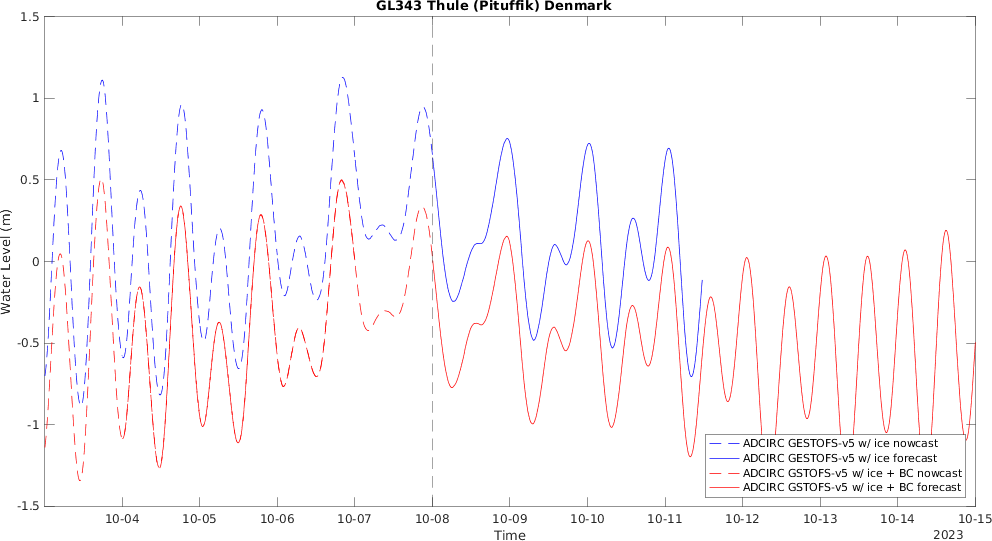 GL343 Thule (Pituffik) Denmark
1.5
1
0.5
0
-0.5
-1
-1.5
Water Level (m)
10-04 10-05 10-06 10-07 10-08 10-09 10-10 10-11 10-12 10-13 10-14 10-15
Time
2023
ADCIRC GESTOFS-v5 w/ ice nowcast
ADCIRC GESTOFS-v5 w/ ice forecast
ADCIRC GSTOFS-v5 w/ ice + BC nowcast
ADCIRC GSTOFS-v5 w/ ice + BC forecast